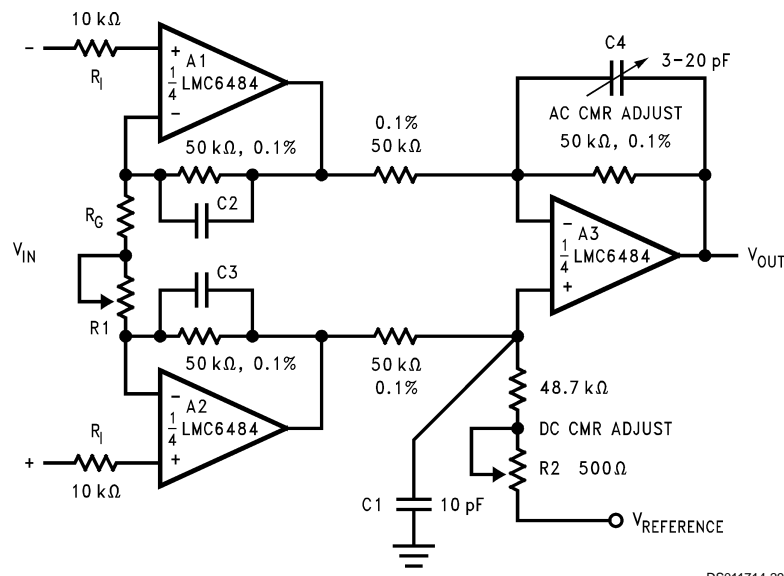 10 kΩ
−
R_I
+
A1
1/4 LMC6484
−
50 kΩ, 0.1%
C2
0.1%
50 kΩ
C4
3-20 pF
AC CMR ADJUST
50 kΩ, 0.1%
R_G
V_IN
R1
C3
50 kΩ, 0.1%
−
A3
1/4 LMC6484
+
V_OUT
50 kΩ
0.1%
−
A2
1/4 LMC6484
+
R_I
+
10 kΩ
48.7 kΩ
DC CMR ADJUST
R2 500Ω
C1
10 pF
V_REFERENCE